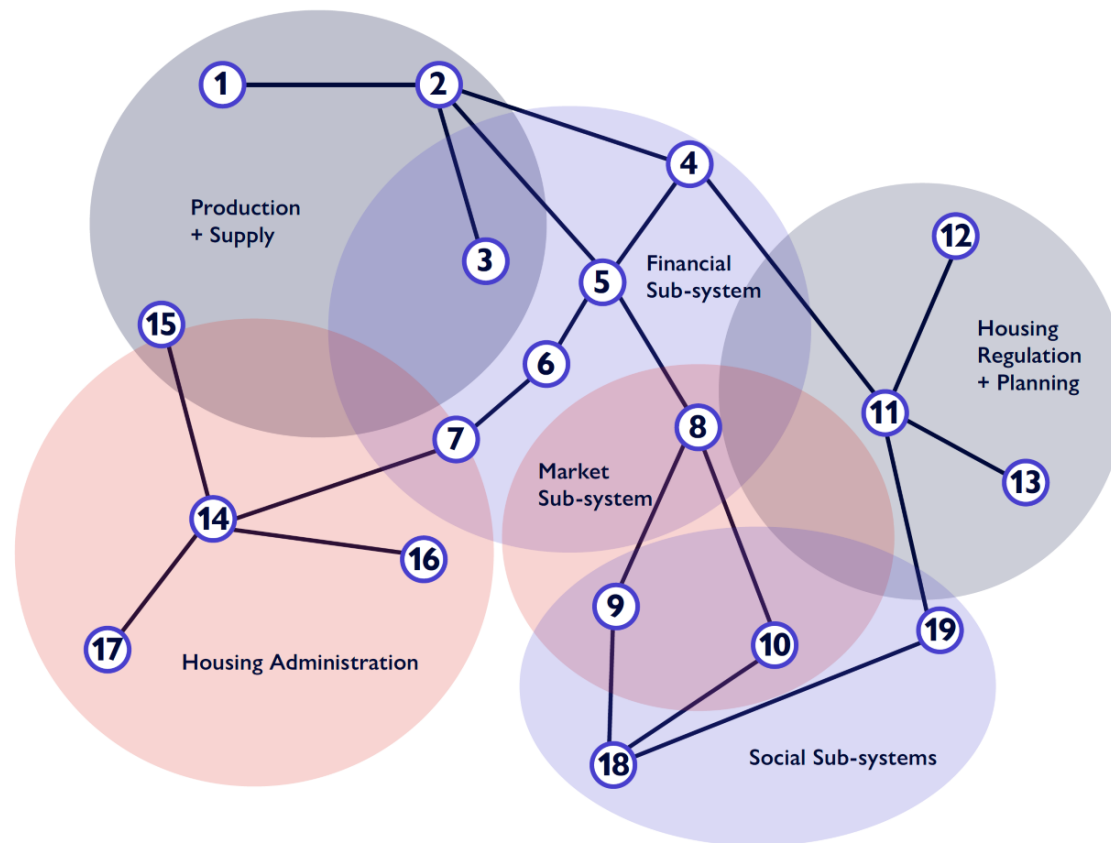 1
2
4
Production
+ Supply
3
12
5
Financial
Sub-system
15
Housing
Regulation
+ Planning
6
11
7
8
Market
Sub-system
13
14
16
9
19
17
10
Housing Administration
18
Social Sub-systems